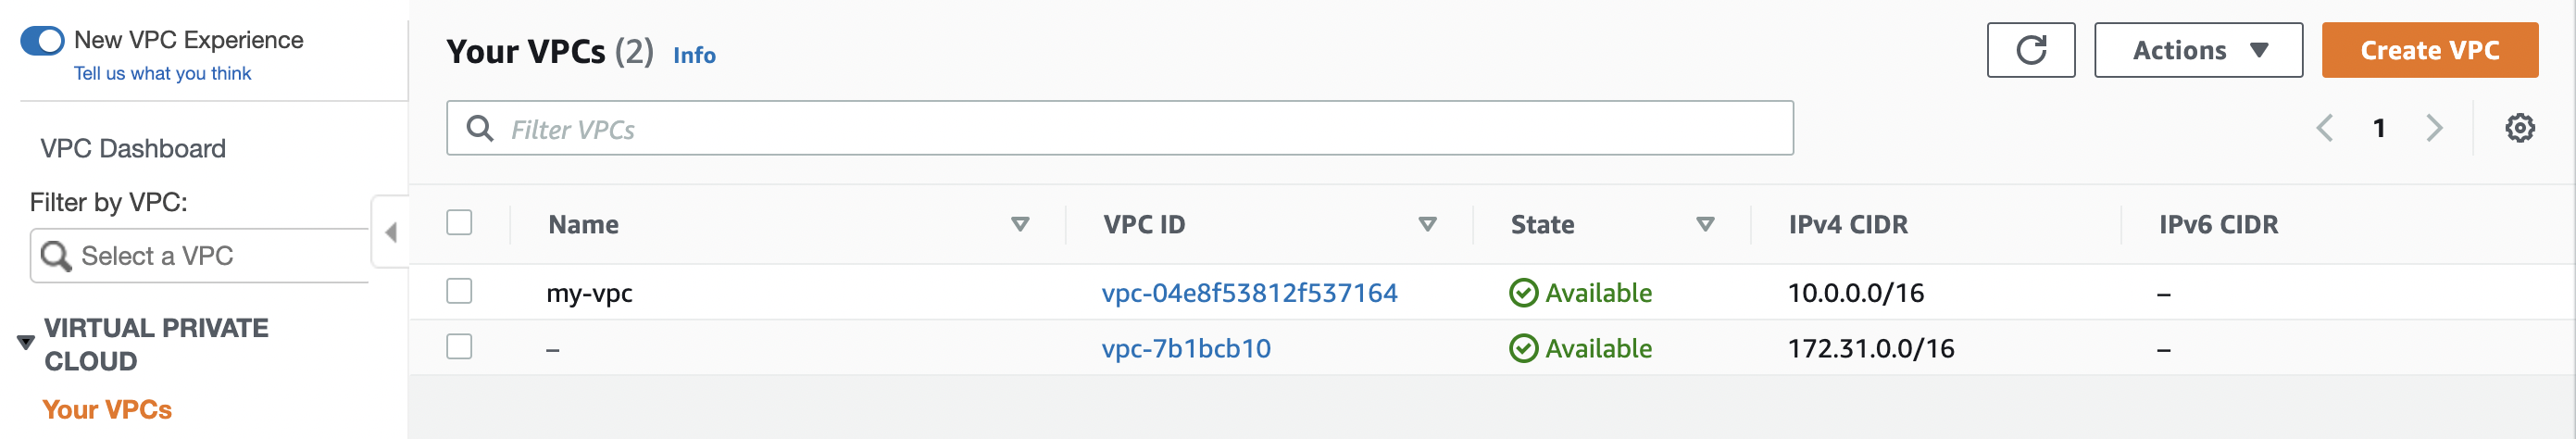 New VPC Experience
Tell us what you think
VPC Dashboard
Filter by VPC:
Select a VPC
VIRTUAL PRIVATE
CLOUD
Your VPCs
Your VPCs (2) Info
Actions
Create VPC
Filter VPCs
1
Name VPC ID State IPv4 CIDR IPv6 CIDR
my-vpc vpc-04e8f53812f537164 Available 10.0.0.0/16 –
– vpc-7b1bcb10 Available 172.31.0.0/16 –